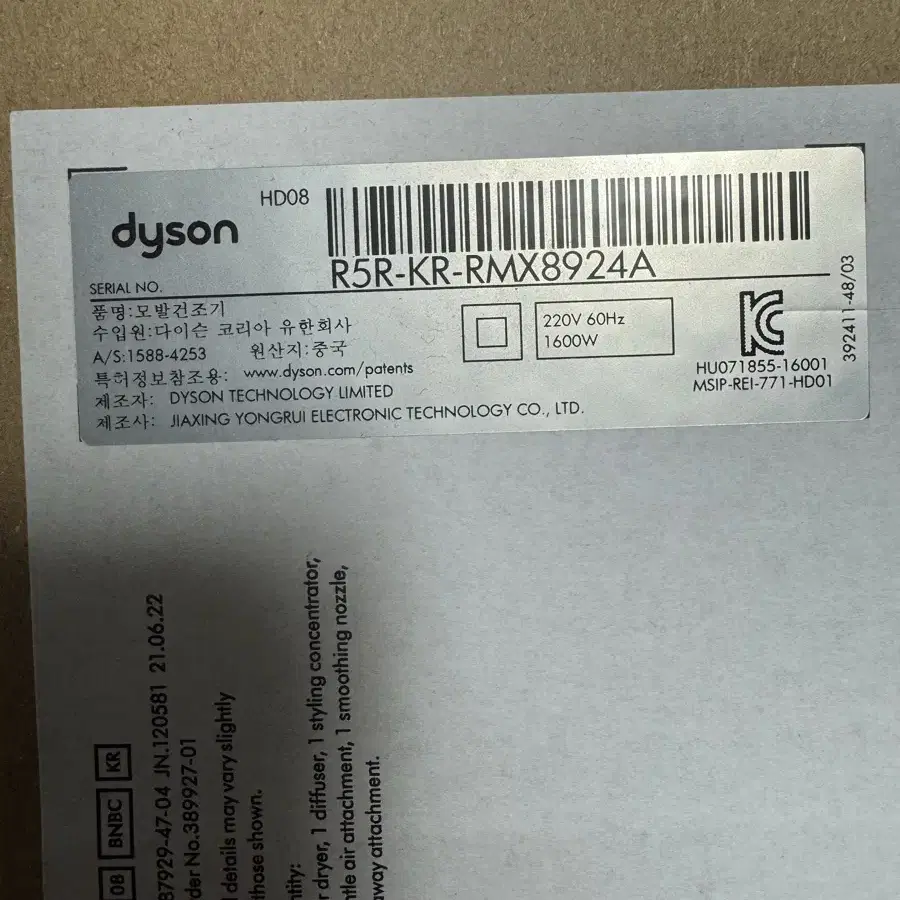 dyson
HD08
SERIAL NO.
R5R-KR-RMX8924A
품명:모발건조기
수입원:다이슨 코리아 유한회사
A/S:1588-4253 원산지:중국
특허정보참조용: www.dyson.com/patents
제조자: DYSON TECHNOLOGY LIMITED
제조사: JIAXING YONGRUI ELECTRONIC TECHNOLOGY CO., LTD.
220V 60Hz
1600W
HU071855-16001
MSIP-REI-771-HD01
392411-48/03
08 BNBC KR
87929-47-04 JN.120581 21.06.22
der No.389927-01
details may vary slightly
those shown.
ntity:
r dryer, 1 diffuser, 1 styling concentrator,
ntle air attachment, 1 smoothing nozzle,
away attachment.